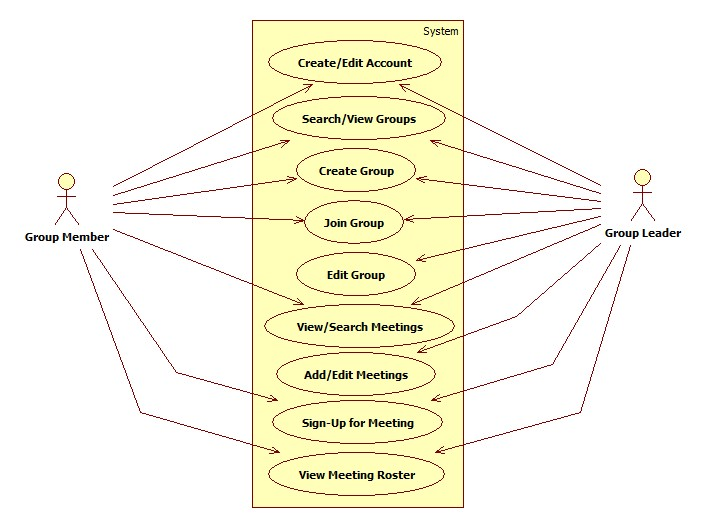 System
Create/Edit Account
Search/View Groups
Create Group
Join Group
Group Member
Group Leader
Edit Group
View/Search Meetings
Add/Edit Meetings
Sign-Up for Meeting
View Meeting Roster